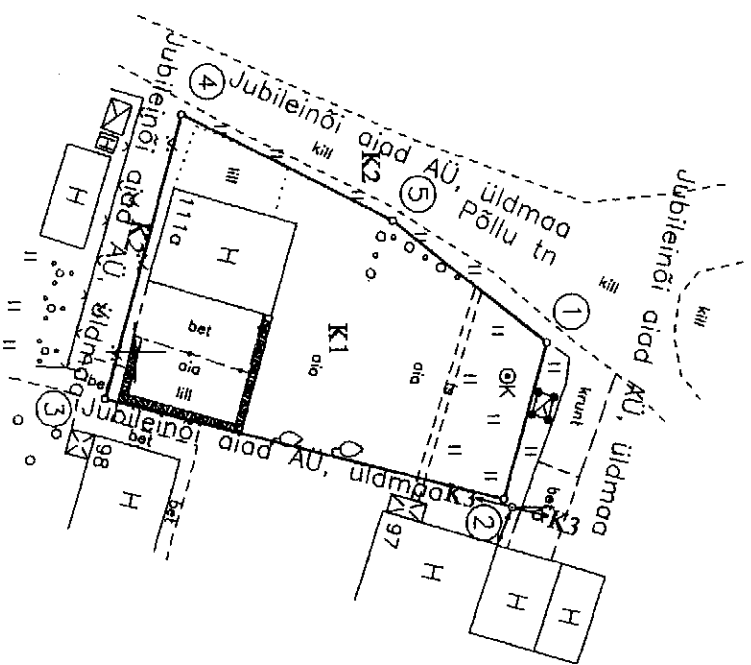 Jubileinõi aiad AÜ, üldmaa
Põllu tn
Jubileinõi aiad AÜ, üldmaa
Jubileinõi aiad AÜ, üldmaa
Jubileinõi aiad AÜ, üldmaa
4
5
1
2
3
kill
kill
kill
K2
K2
K1
K3
K3
K
lill
111a
H
bet
aia
lill
aia
aia
ts
krunt
bet
bet
bet
98
97
H
H
H
H
H
H